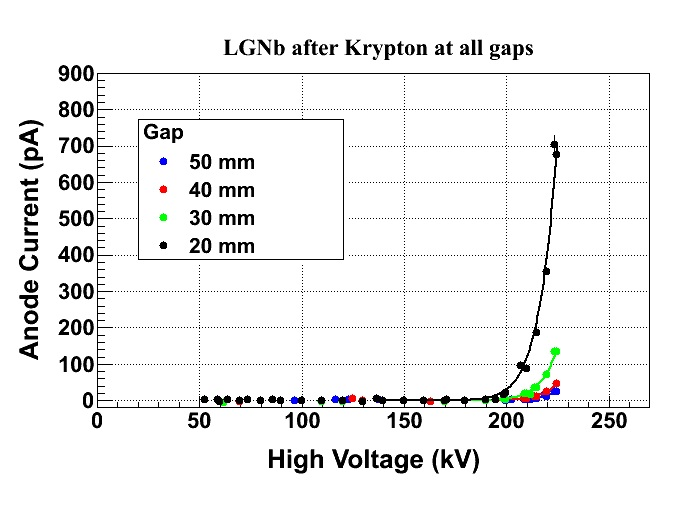 LGNb after Krypton at all gaps
900
800
700
600
500
400
300
200
100
0
Anode Current (pA)
Gap
50 mm
40 mm
30 mm
20 mm
0 50 100 150 200 250
High Voltage (kV)